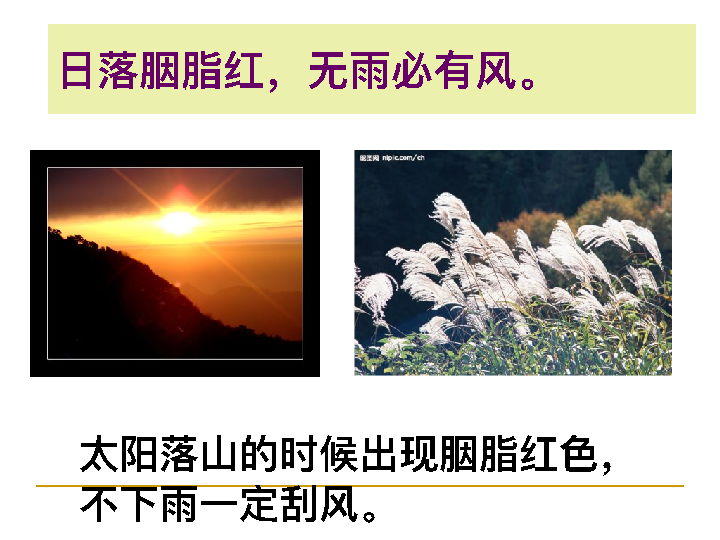 日落胭脂红，无雨必有风。
昵图网 nipic.com/ch
太阳落山的时候出现胭脂红色，
不下雨一定刮风。